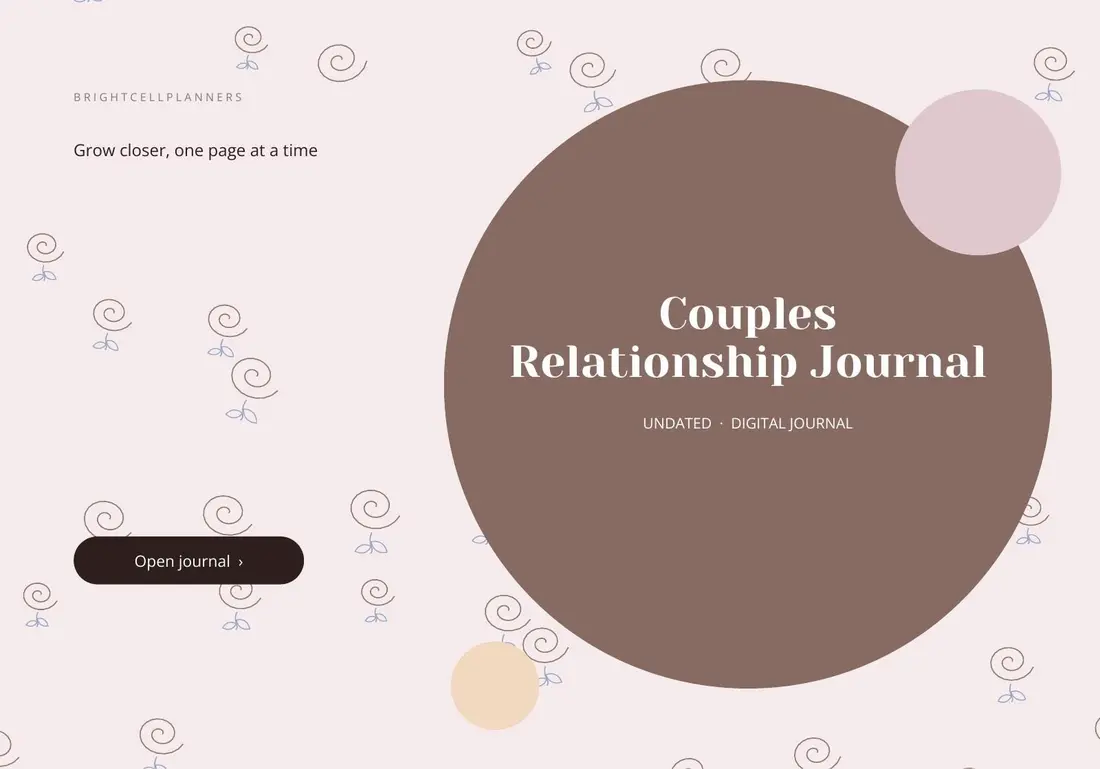 BRIGHTCELLPLANNERS
Grow closer, one page at a time
Couples
Relationship Journal
UNDATED · DIGITAL JOURNAL
Open journal ›